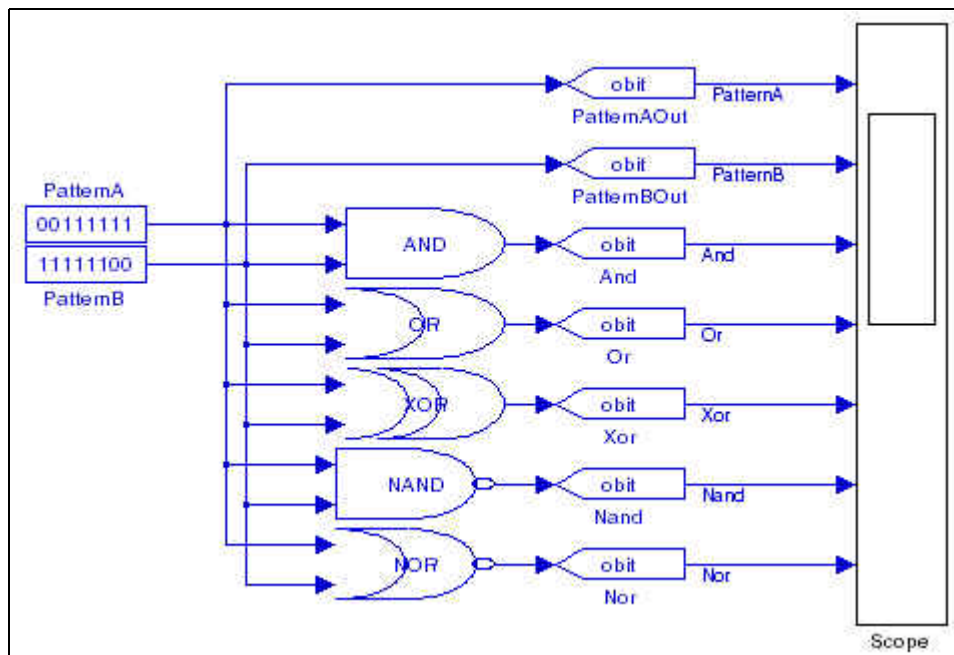 obit
PatternA
PatternAOut
obit
PatternB
PatternBOut
PatternA
00111111
11111100
PatternB
AND
obit
And
And
OR
obit
Or
Or
XOR
obit
Xor
Xor
NAND
obit
Nand
Nand
NOR
obit
Nor
Nor
Scope